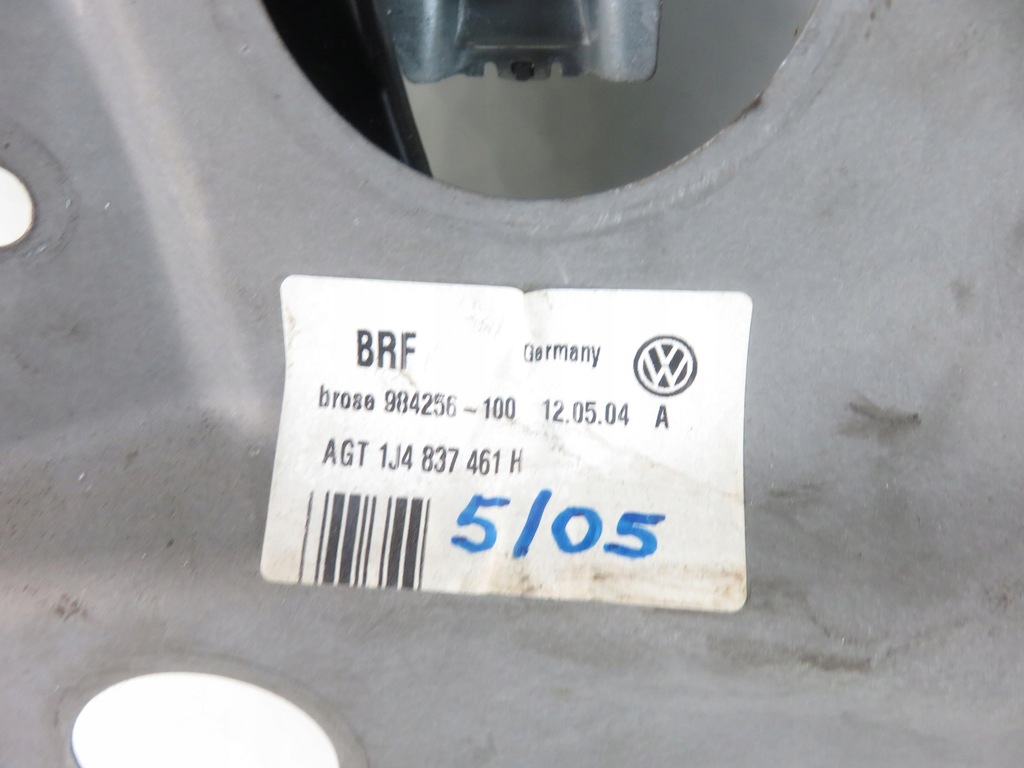 BRF Germany
brose 984256-100 12.05.04 A
AGT 1J4 837 461 H
5/05